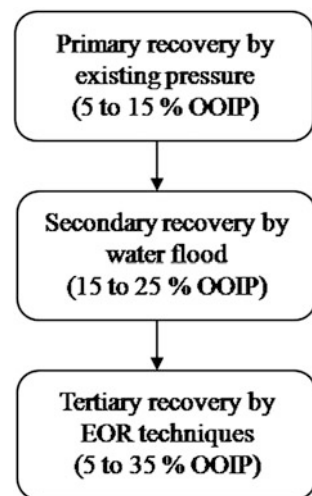 Primary recovery by
existing pressure
(5 to 15 % OOIP)
Secondary recovery by
water flood
(15 to 25 % OOIP)
Tertiary recovery by
EOR techniques
(5 to 35 % OOIP)